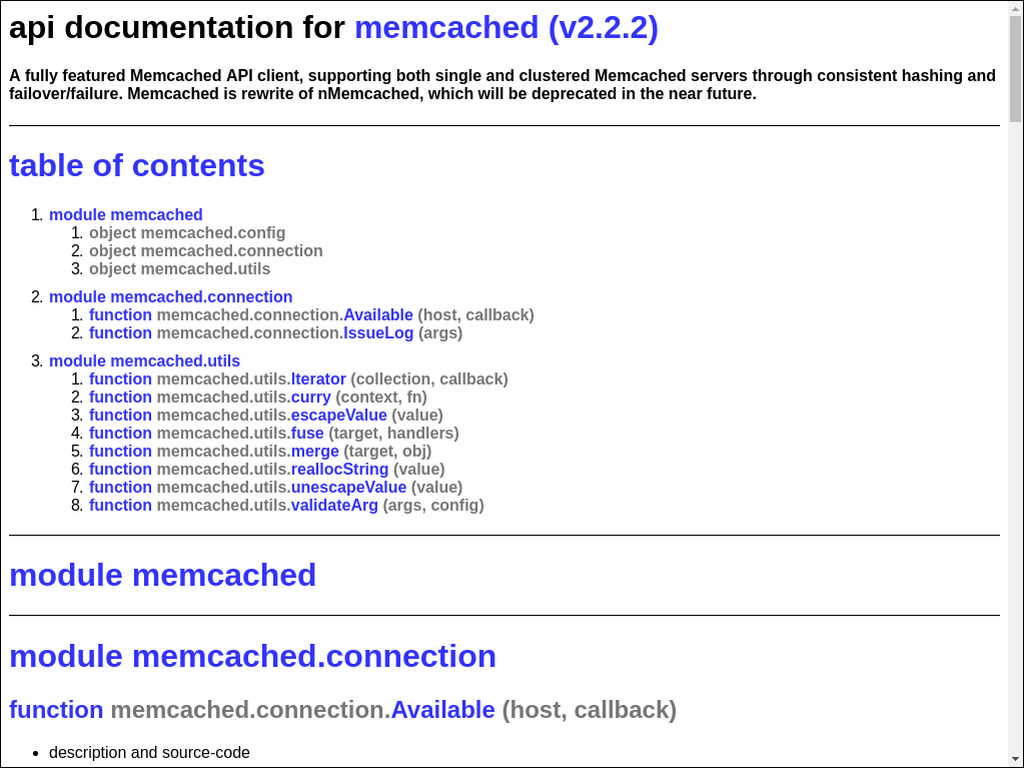 api documentation for memcached (v2.2.2)
A fully featured Memcached API client, supporting both single and clustered Memcached servers through consistent hashing and
failover/failure. Memcached is rewrite of nMemcached, which will be deprecated in the near future.
table of contents
1. module memcached
1. object memcached.config
2. object memcached.connection
3. object memcached.utils
2. module memcached.connection
1. function memcached.connection.Available (host, callback)
2. function memcached.connection.IssueLog (args)
3. module memcached.utils
1. function memcached.utils.Iterator (collection, callback)
2. function memcached.utils.curry (context, fn)
3. function memcached.utils.escapeValue (value)
4. function memcached.utils.fuse (target, handlers)
5. function memcached.utils.merge (target, obj)
6. function memcached.utils.reallocString (value)
7. function memcached.utils.unescapeValue (value)
8. function memcached.utils.validateArg (args, config)
module memcached
module memcached.connection
function memcached.connection.Available (host, callback)
• description and source-code